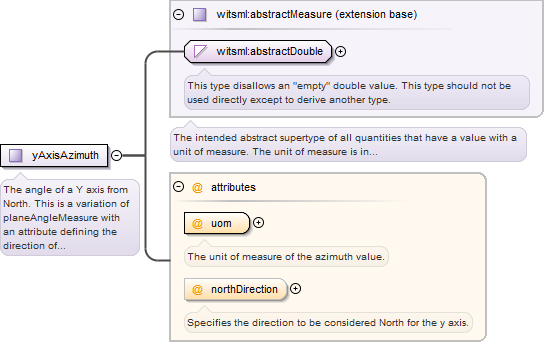 witsml:abstractMeasure (extension base)
witsml:abstractDouble
This type disallows an "empty" double value. This type should not be
used directly except to derive another type.
The intended abstract supertype of all quantities that have a value with a
unit of measure. The unit of measure is in...
yAxisAzimuth
The angle of a Y axis from
North. This is a variation of
planeAngleMeasure with
an attribute defining the
direction of...
@ attributes
@ uom
The unit of measure of the azimuth value.
@ northDirection
Specifies the direction to be considered North for the y axis.